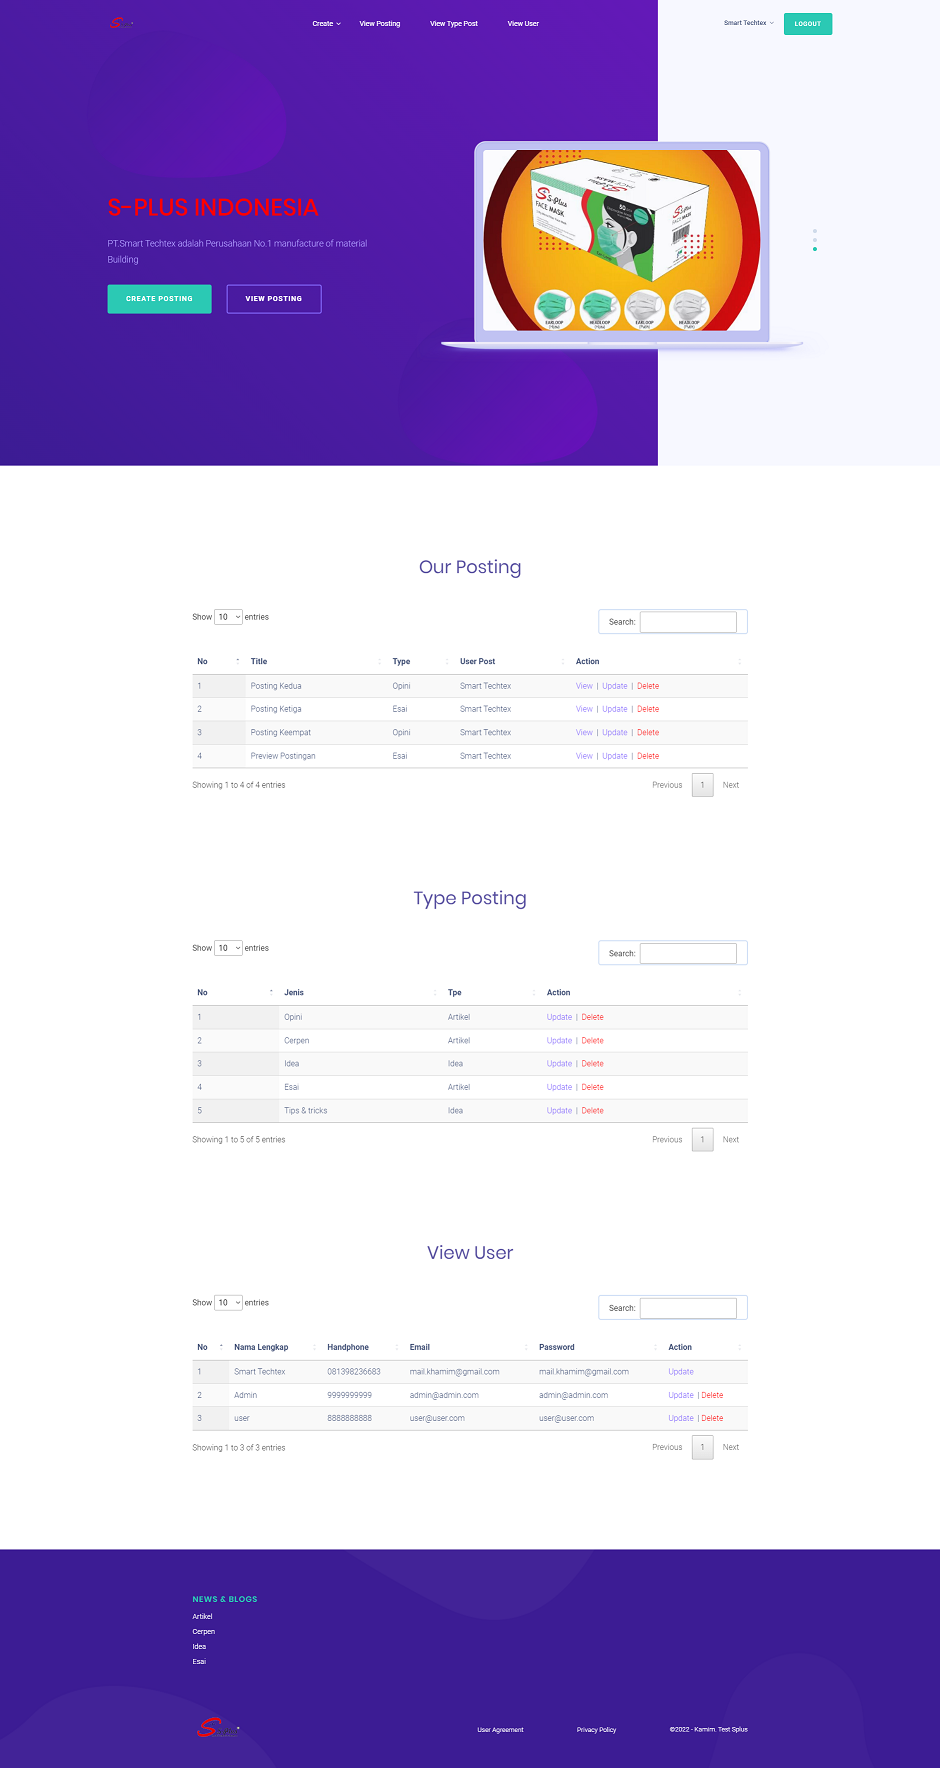 Create View Posting View Type Post View User Smart Techtex LOGOUT
S-PLUS INDONESIA
PT.Smart Techtex adalah Perusahaan No.1 manufacture of material
Building
CREATE POSTING VIEW POSTING
S-Plus
FACE MASK
50
S-Plus
FACE MASK
EARLOOP HEADLOOP EARLOOP HEADLOOP
Our Posting
Show 10 entries Search:
No Title Type User Post Action
1 Posting Kedua Opini Smart Techtex View | Update | Delete
2 Posting Ketiga Esai Smart Techtex View | Update | Delete
3 Posting Keempat Opini Smart Techtex View | Update | Delete
4 Preview Postingan Esai Smart Techtex View | Update | Delete
Showing 1 to 4 of 4 entries Previous 1 Next
Type Posting
Show 10 entries Search:
No Jenis Tpe Action
1 Opini Artikel Update | Delete
2 Cerpen Artikel Update | Delete
3 Idea Idea Update | Delete
4 Esai Artikel Update | Delete
5 Tips & tricks Idea Update | Delete
Showing 1 to 5 of 5 entries Previous 1 Next
View User
Show 10 entries Search:
No Nama Lengkap Handphone Email Password Action
1 Smart Techtex 081398236683 mail.khamim@gmail.com mail.khamim@gmail.com Update
2 Admin 9999999999 admin@admin.com admin@admin.com Update | Delete
3 user 8888888888 user@user.com user@user.com Update | Delete
Showing 1 to 3 of 3 entries Previous 1 Next
NEWS & BLOGS
Artikel
Cerpen
Idea
Esai
User Agreement Privacy Policy ©2022 - Kamim. Test Splus